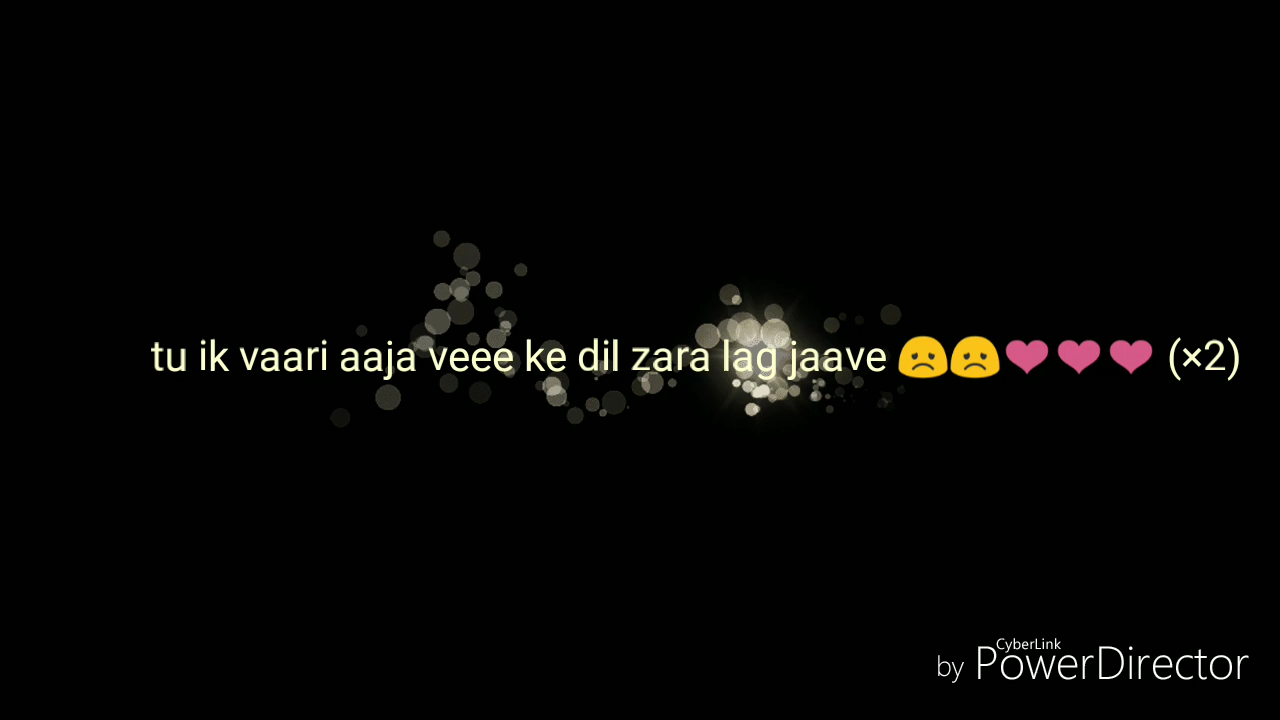 tu ik vaari aaja veee ke dil zara lag jaave 😞😞❤❤❤ (×2)
CyberLink
by PowerDirector